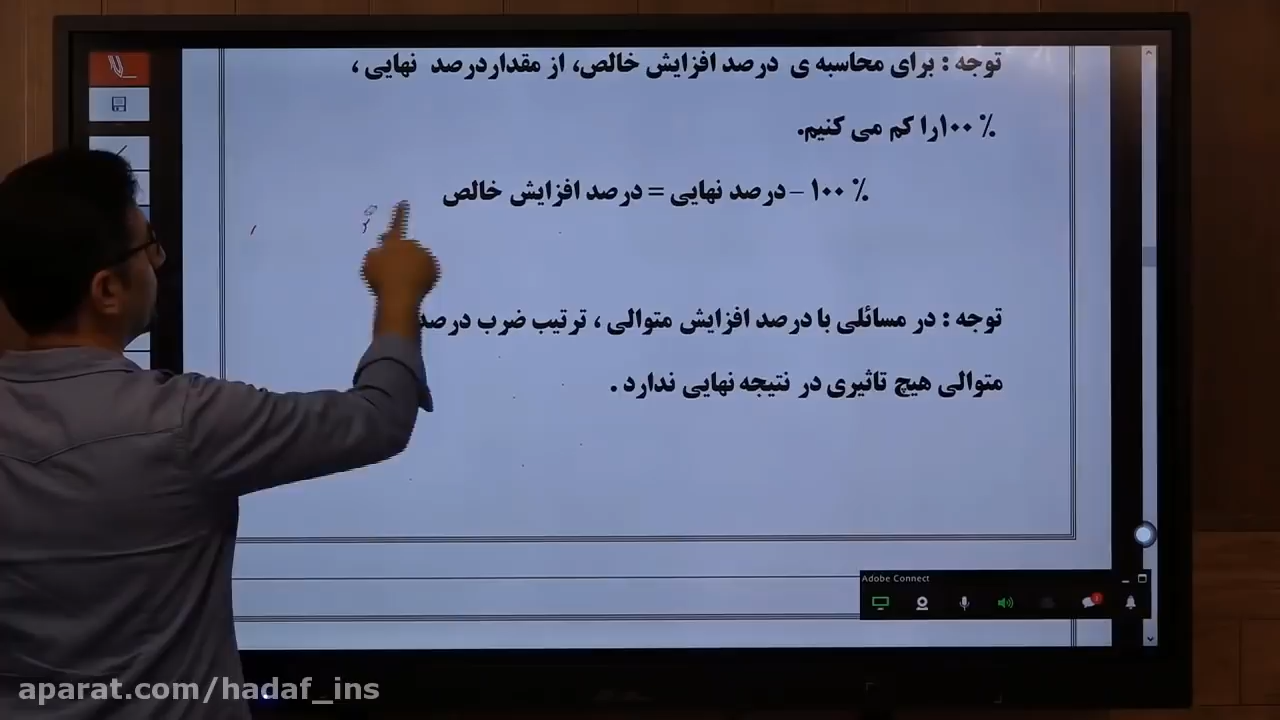 توجه : برای محاسبه ی درصد افزایش خالص، از مقداردرصد نهایی ،
٪ ۱۰۰را کم می کنیم.
٪ ۱۰۰ – درصد نهایی = درصد افزایش خالص
توجه : در مسائلی با درصد افزایش متوالی ، ترتیب ضرب درصد
متوالی هیچ تاثیری در نتیجه نهایی ندارد .
Adobe Connect
aparat.com/hadaf_ins